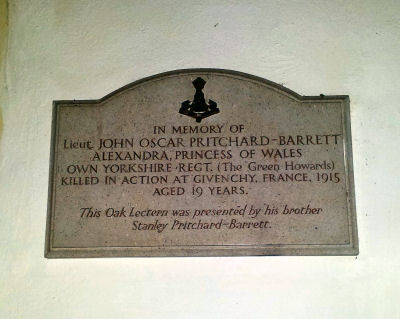 IN MEMORY OF
Lieut. JOHN OSCAR PRITCHARD-BARRETT
ALEXANDRA, PRINCESS OF WALES
OWN YORKSHIRE REGT. (The Green Howards)
KILLED IN ACTION AT GIVENCHY, FRANCE, 1915
AGED 19 YEARS.
This Oak Lectern was presented by his brother
Stanley Pritchard-Barrett.